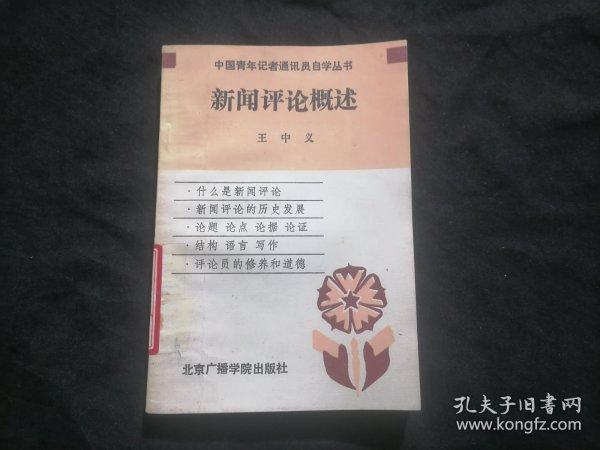 中国青年记者通讯员自学丛书
新闻评论概述
王中义
·什么是新闻评论
·新闻评论的历史发展
·论题 论点 论据 论证
·结构 语言 写作
·评论员的修养和道德
北京广播学院出版社
孔夫子旧书网
www.kongfz.com